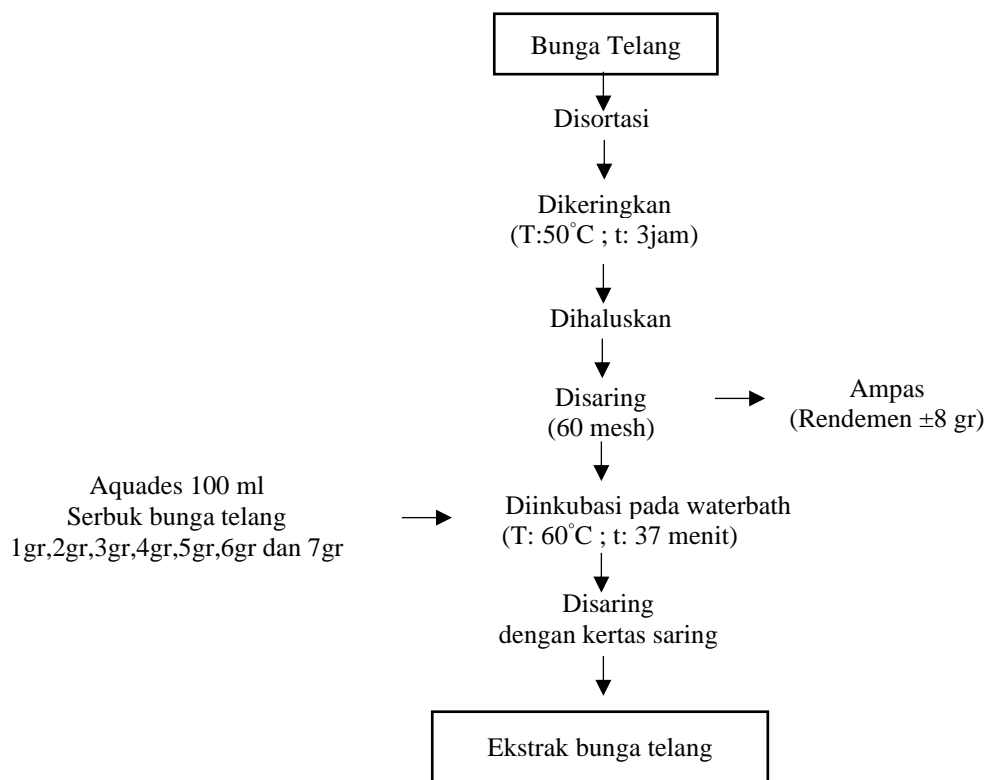 Bunga Telang
Disortasi
Dikeringkan
(T:50°C ; t: 3jam)
Dihaluskan
Disaring
(60 mesh)
Ampas
(Rendemen ±8 gr)
Aquades 100 ml
Serbuk bunga telang
1gr,2gr,3gr,4gr,5gr,6gr dan 7gr
Diinkubasi pada waterbath
(T: 60°C ; t: 37 menit)
Disaring
dengan kertas saring
Ekstrak bunga telang